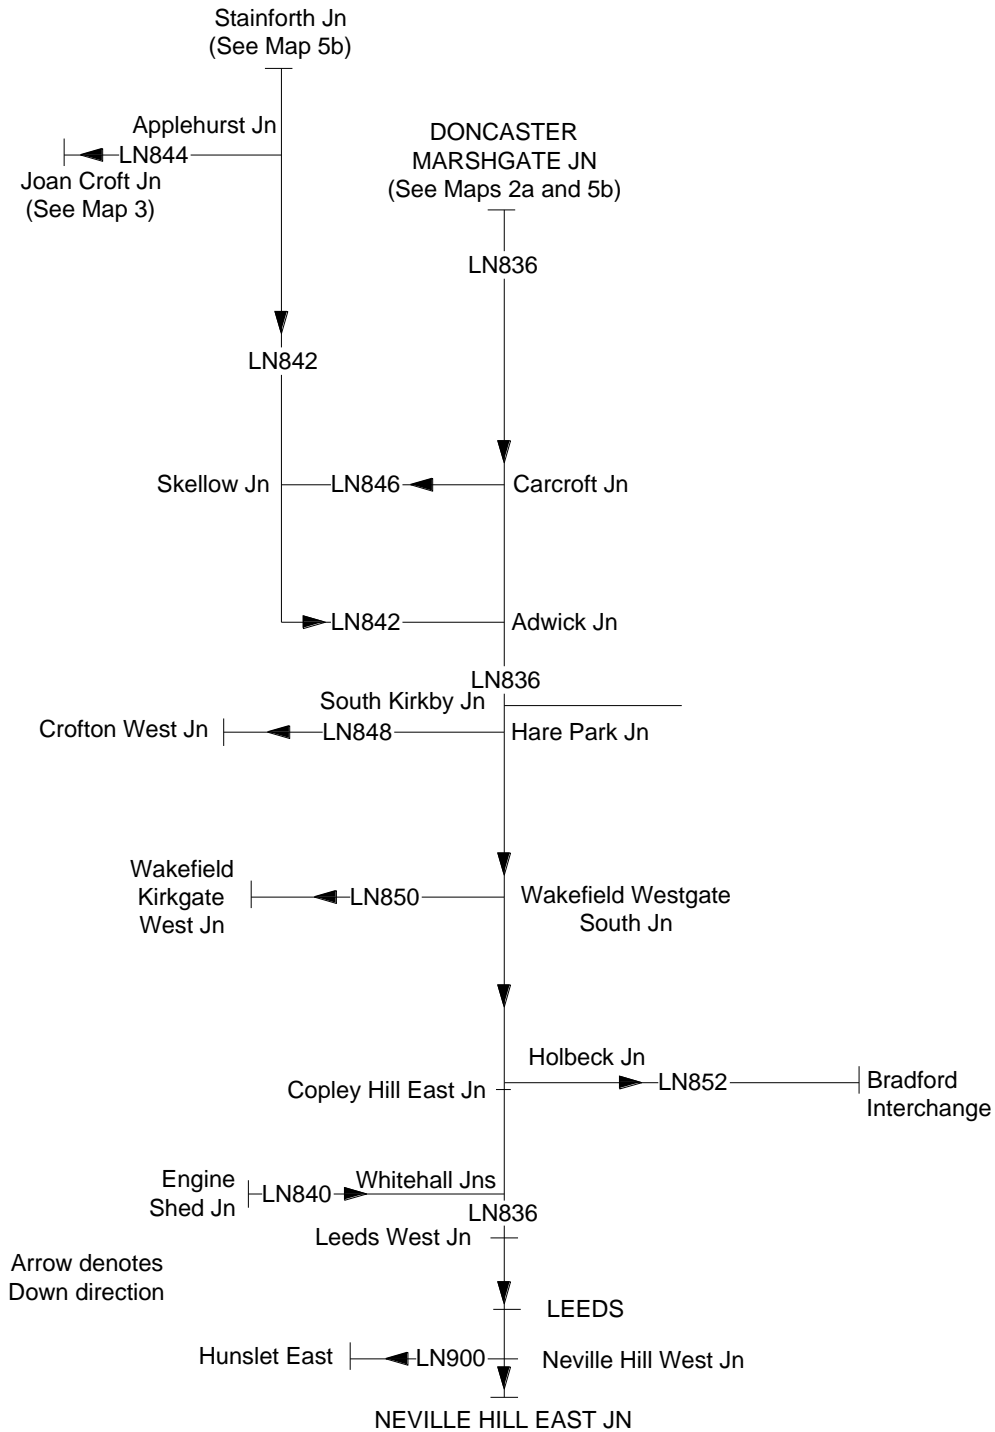 Stainforth Jn
(See Map 5b)
Applehurst Jn
DONCASTER
MARSHGATE JN
(See Maps 2a and 5b)
LN844
Joan Croft Jn
(See Map 3)
LN836
LN842
Skellow Jn
LN846
Carcroft Jn
LN842
Adwick Jn
LN836
South Kirkby Jn
Crofton West Jn
LN848
Hare Park Jn
Wakefield
Kirkgate
West Jn
LN850
Wakefield Westgate
South Jn
Holbeck Jn
Copley Hill East Jn
LN852
Bradford
Interchange
Engine
Shed Jn
LN840
Whitehall Jns
LN836
Leeds West Jn
Arrow denotes
Down direction
LEEDS
Hunslet East
LN900
Neville Hill West Jn
NEVILLE HILL EAST JN